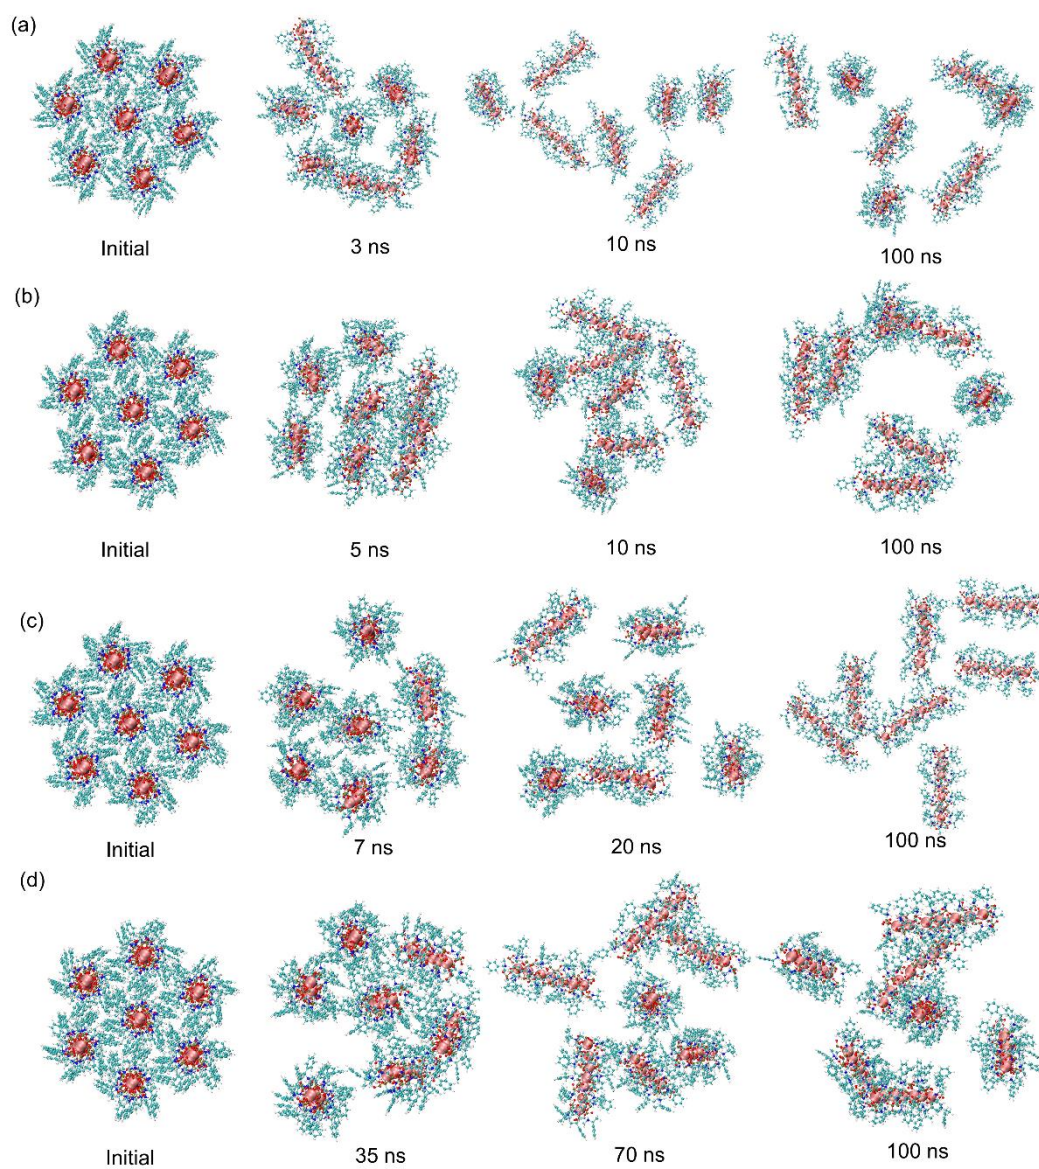 (a)
Initial 3 ns 10 ns 100 ns
(b)
Initial 5 ns 10 ns 100 ns
(c)
Initial 7 ns 20 ns 100 ns
(d)
Initial 35 ns 70 ns 100 ns